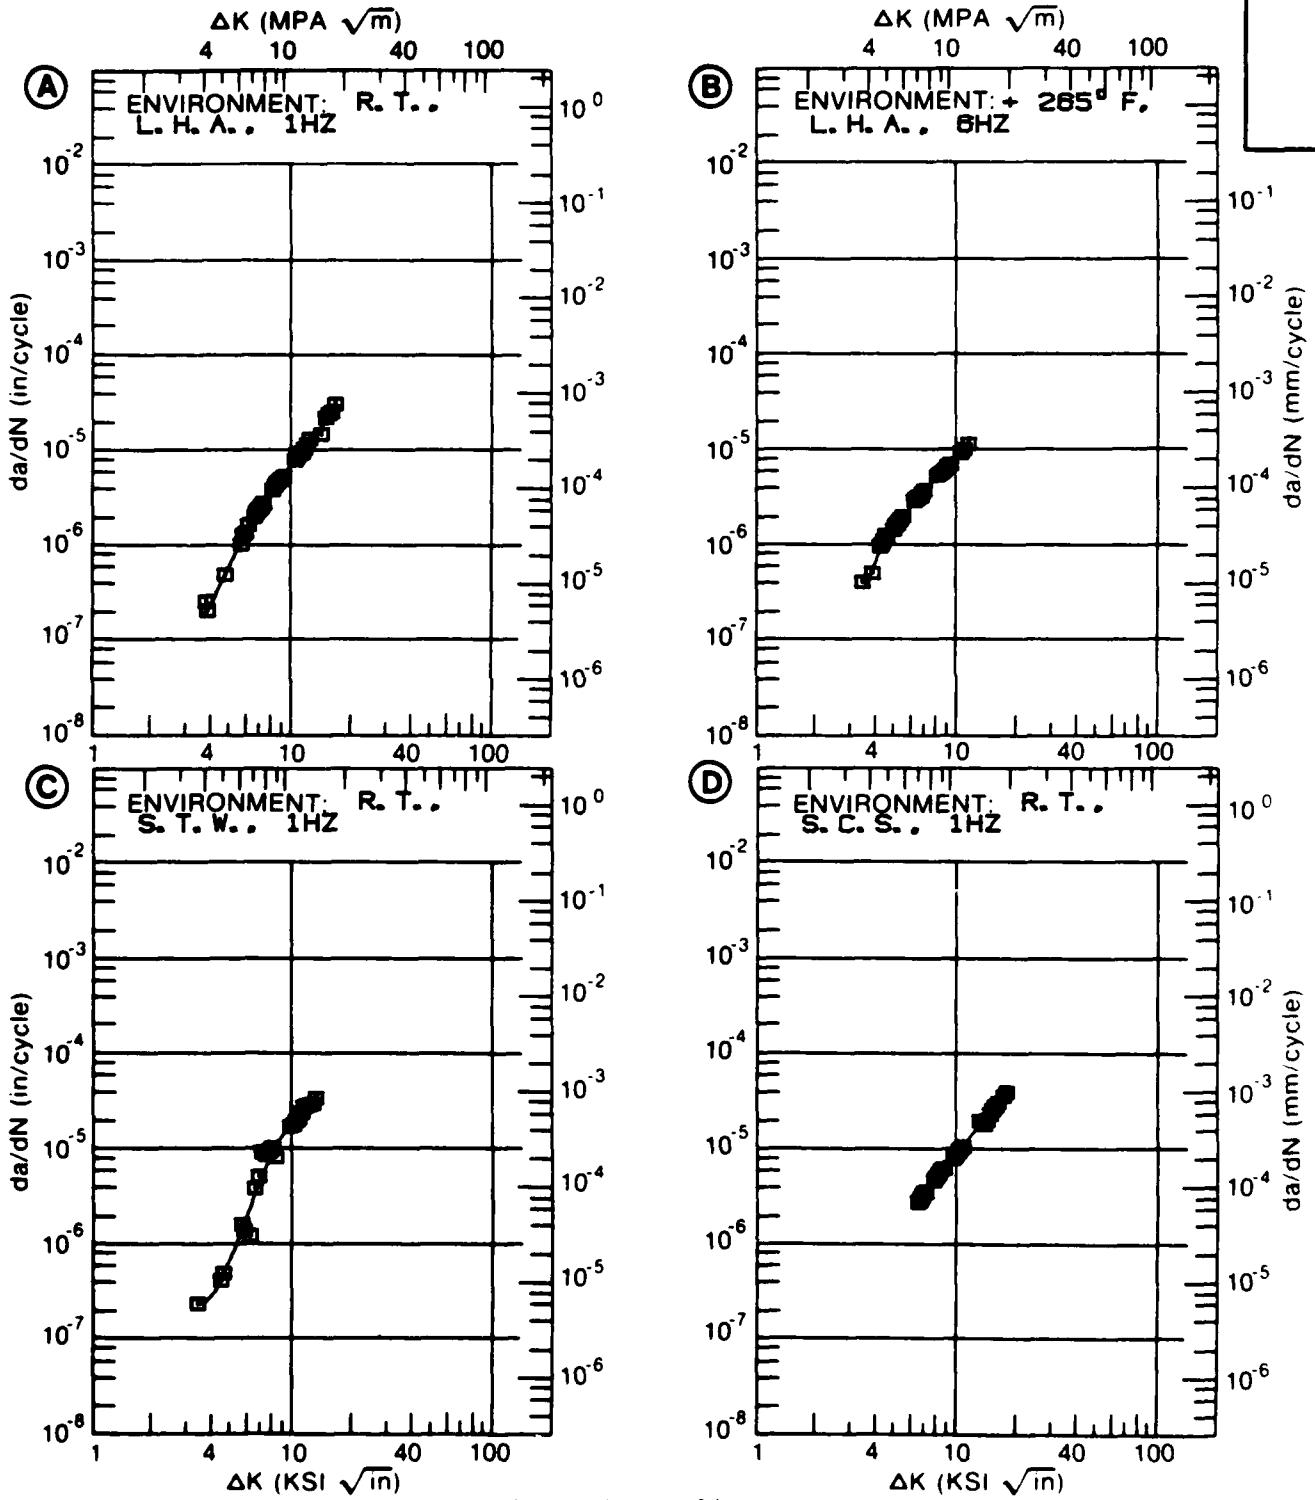 ΔK (MPA √m) ΔK (MPA √m)
4 10 40 100 4 10 40 100
A B
ENVIRONMENT: R. T., ENVIRONMENT: + 265° F,
L. H. A., 1HZ L. H. A., 6HZ
10^0
10^-2 10^-2
10^-1 10^-1
10^-3 10^-3
10^-2 10^-2
10^-4 10^-4
10^-3 10^-3
da/dN (in/cycle) da/dN (mm/cycle)
10^-5 10^-5
10^-4 10^-4
10^-6 10^-6
10^-5 10^-5
10^-7 10^-7
10^-6 10^-6
10^-8 10^-8
1 4 10 40 100 1 4 10 40 100
C D
ENVIRONMENT: R. T., ENVIRONMENT: R. T.,
S. T. W., 1HZ S. C. S., 1HZ
10^0 10^0
10^-2 10^-2
10^-1 10^-1
10^-3 10^-3
10^-2 10^-2
10^-4 10^-4
10^-3 10^-3
da/dN (in/cycle) da/dN (mm/cycle)
10^-5 10^-5
10^-4 10^-4
10^-6 10^-6
10^-5 10^-5
10^-7 10^-7
10^-6 10^-6
10^-8 10^-8
1 4 10 40 100 1 4 10 40 100
ΔK (KSI √in) ΔK (KSI √in)